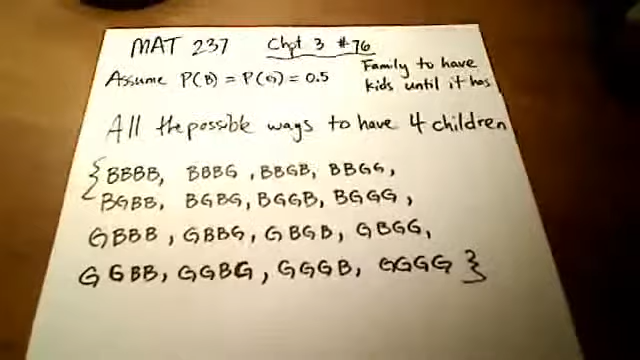 MAT 237 Chpt 3 #76
Assume P(B) = P(G) = 0.5
Family to have
kids until it has
All the possible ways to have 4 children
{BBBB, BBBG, BBGB, BBGG,
BGBB, BGBG, BGGB, BGGG,
GBBB, GBBG, GBGB, GBGG,
GGBB, GGBG, GGGB, GGGG}